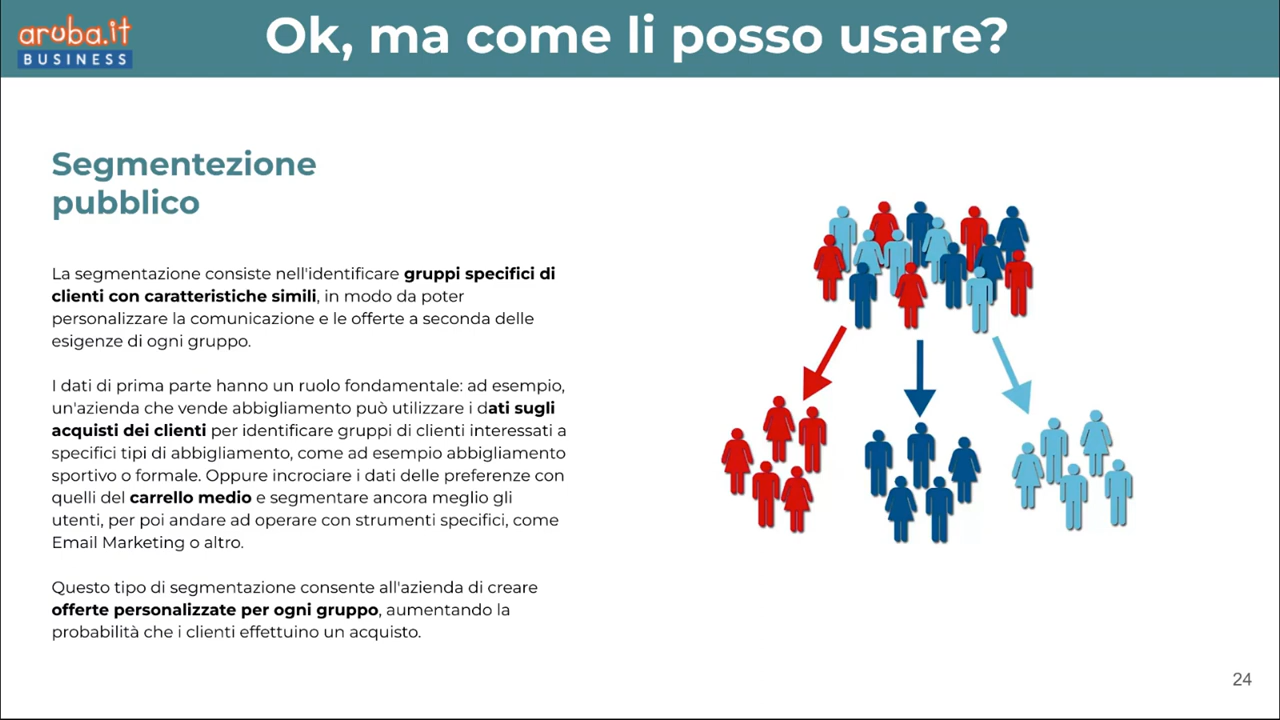 aruba.it
BUSINESS
Ok, ma come li posso usare?
Segmentezione
pubblico
La segmentazione consiste nell'identificare gruppi specifici di
clienti con caratteristiche simili, in modo da poter
personalizzare la comunicazione e le offerte a seconda delle
esigenze di ogni gruppo.
I dati di prima parte hanno un ruolo fondamentale: ad esempio,
un'azienda che vende abbigliamento può utilizzare i dati sugli
acquisti dei clienti per identificare gruppi di clienti interessati a
specifici tipi di abbigliamento, come ad esempio abbigliamento
sportivo o formale. Oppure incrociare i dati delle preferenze con
quelli del carrello medio e segmentare ancora meglio gli
utenti, per poi andare ad operare con strumenti specifici, come
Email Marketing o altro.
Questo tipo di segmentazione consente all'azienda di creare
offerte personalizzate per ogni gruppo, aumentando la
probabilità che i clienti effettuino un acquisto.
24